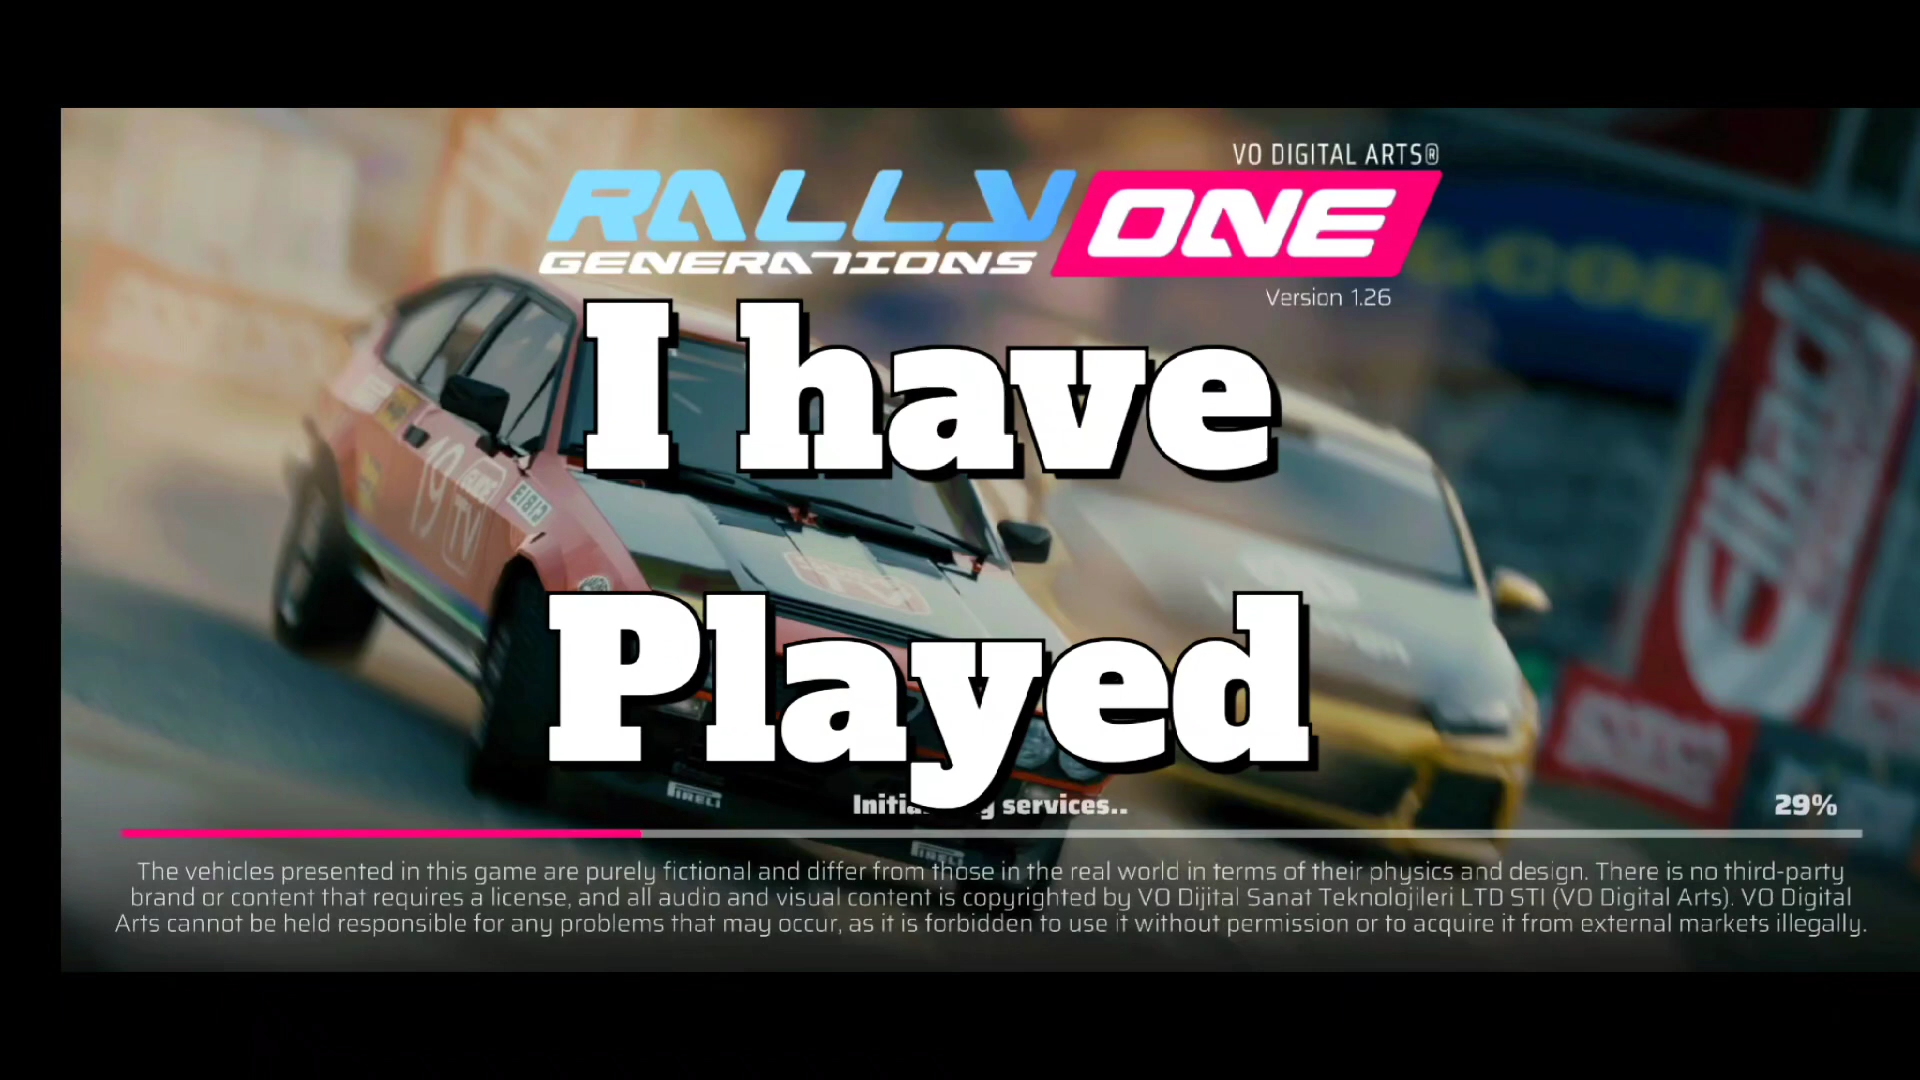 VO DIGITAL ARTS®
RALLY ONE
GENERATIONS
Version 1.26
I have
Played
19
TV
PIRELI
services..
29%
The vehicles presented in this game are purely fictional and differ from those in the real world in terms of their physics and design. There is no third-party
brand or content that requires a license, and all audio and visual content is copyrighted by VO Dijital Sanat Teknolojileri LTD STI (VO Digital Arts). VO Digital
Arts cannot be held responsible for any problems that may occur, as it is forbidden to use it without permission or to acquire it from external markets illegally.